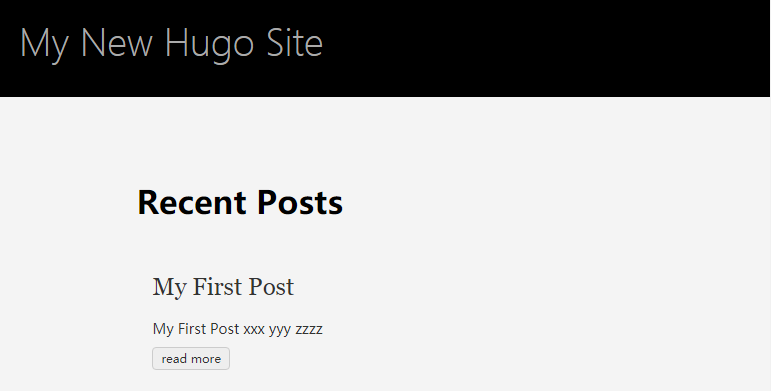 My New Hugo Site
Recent Posts
My First Post
My First Post xxx yyy zzzz
read more